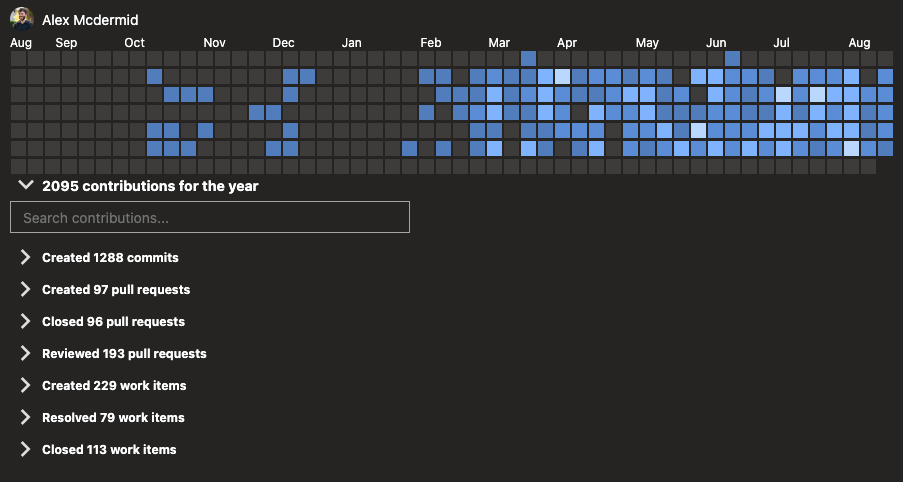 Alex Mcdermid
Aug Sep Oct Nov Dec Jan Feb Mar Apr May Jun Jul Aug
2095 contributions for the year
Search contributions...
Created 1288 commits
Created 97 pull requests
Closed 96 pull requests
Reviewed 193 pull requests
Created 229 work items
Resolved 79 work items
Closed 113 work items